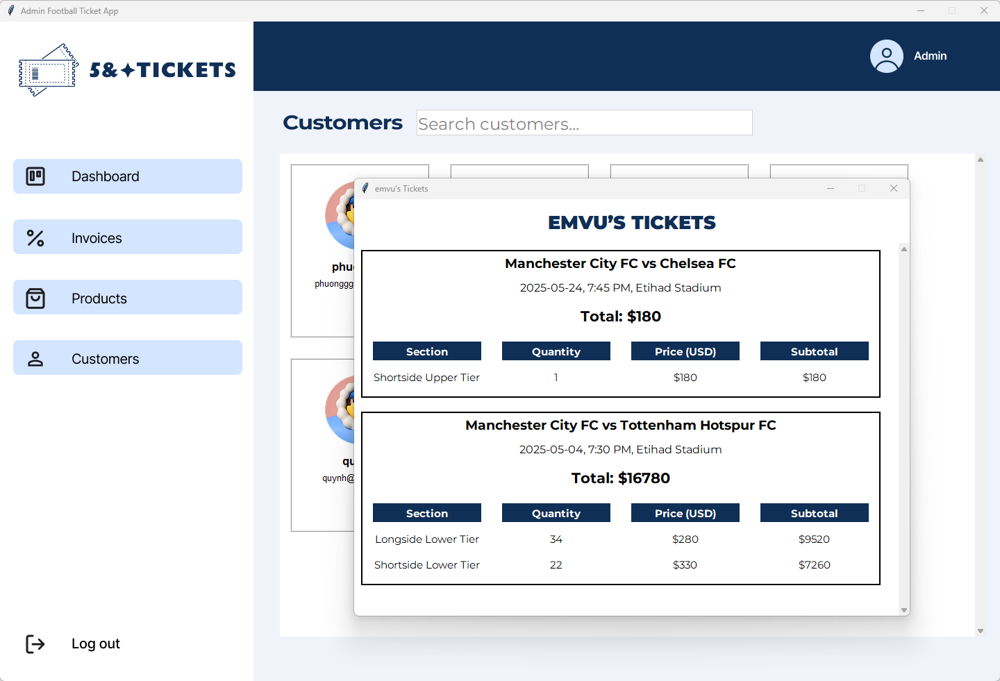 Admin Football Ticket App
5&✦TICKETS
Admin
Dashboard
Invoices
Products
Customers
Log out
Customers
Search customers...
emvu's Tickets
EMVU'S TICKETS
Manchester City FC vs Chelsea FC
2025-05-24, 7:45 PM, Etihad Stadium
Total: $180
Section Quantity Price (USD) Subtotal
Shortside Upper Tier 1 $180 $180
Manchester City FC vs Tottenham Hotspur FC
2025-05-04, 7:30 PM, Etihad Stadium
Total: $16780
Section Quantity Price (USD) Subtotal
Longside Lower Tier 34 $280 $9520
Shortside Lower Tier 22 $330 $7260
quynh@